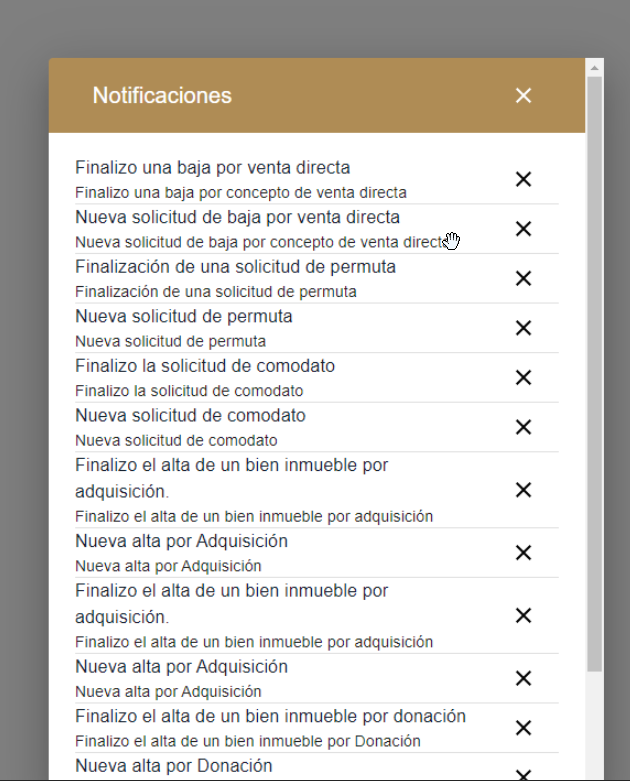 Notificaciones
Finalizo una baja por venta directa
Finalizo una baja por concepto de venta directa
Nueva solicitud de baja por venta directa
Nueva solicitud de baja por concepto de venta directa
Finalización de una solicitud de permuta
Finalización de una solicitud de permuta
Nueva solicitud de permuta
Nueva solicitud de permuta
Finalizo la solicitud de comodato
Finalizo la solicitud de comodato
Nueva solicitud de comodato
Nueva solicitud de comodato
Finalizo el alta de un bien inmueble por
adquisición.
Finalizo el alta de un bien inmueble por adquisición
Nueva alta por Adquisición
Nueva alta por Adquisición
Finalizo el alta de un bien inmueble por
adquisición.
Finalizo el alta de un bien inmueble por adquisición
Nueva alta por Adquisición
Nueva alta por Adquisición
Finalizo el alta de un bien inmueble por donación
Finalizo el alta de un bien inmueble por Donación
Nueva alta por Donación